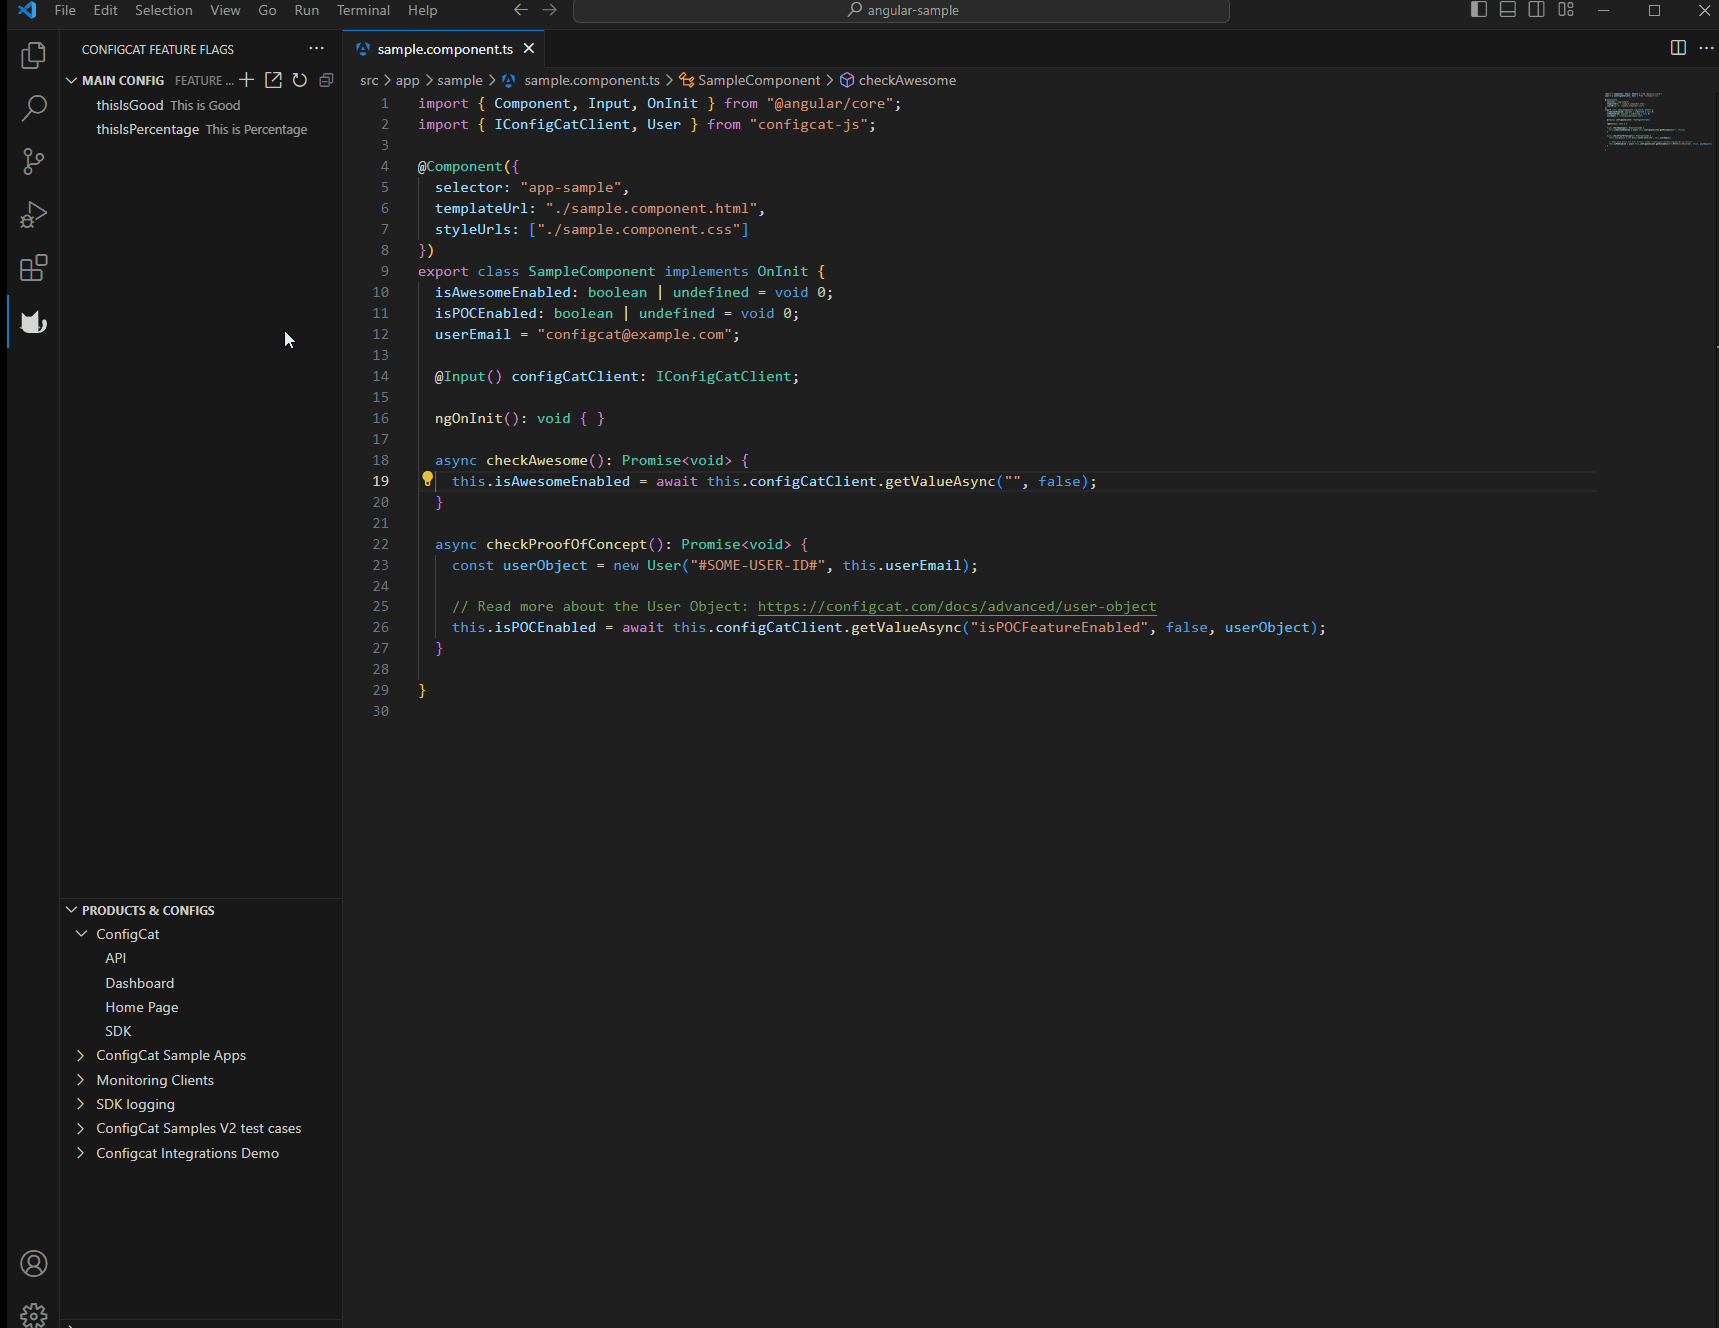 File Edit Selection View Go Run Terminal Help
angular-sample
CONFIGCAT FEATURE FLAGS
MAIN CONFIG FEATURE ...
thisIsGood This is Good
thisIsPercentage This is Percentage
PRODUCTS & CONFIGS
ConfigCat
API
Dashboard
Home Page
SDK
ConfigCat Sample Apps
Monitoring Clients
SDK logging
ConfigCat Samples V2 test cases
Configcat Integrations Demo
sample.component.ts
src > app > sample > sample.component.ts > SampleComponent > checkAwesome
1 import { Component, Input, OnInit } from "@angular/core";
2 import { IConfigCatClient, User } from "configcat-js";
3
4 @Component({
5   selector: "app-sample",
6   templateUrl: "./sample.component.html",
7   styleUrls: ["./sample.component.css"]
8 })
9 export class SampleComponent implements OnInit {
10   isAwesomeEnabled: boolean | undefined = void 0;
11   isPOCEnabled: boolean | undefined = void 0;
12   userEmail = "configcat@example.com";
13
14   @Input() configCatClient: IConfigCatClient;
15
16   ngOnInit(): void { }
17
18   async checkAwesome(): Promise<void> {
19     this.isAwesomeEnabled = await this.configCatClient.getValueAsync("", false);
20   }
21
22   async checkProofOfConcept(): Promise<void> {
23     const userObject = new User("#SOME-USER-ID#", this.userEmail);
24
25     // Read more about the User Object: https://configcat.com/docs/advanced/user-object
26     this.isPOCEnabled = await this.configCatClient.getValueAsync("isPOCFeatureEnabled", false, userObject);
27   }
28
29 }
30